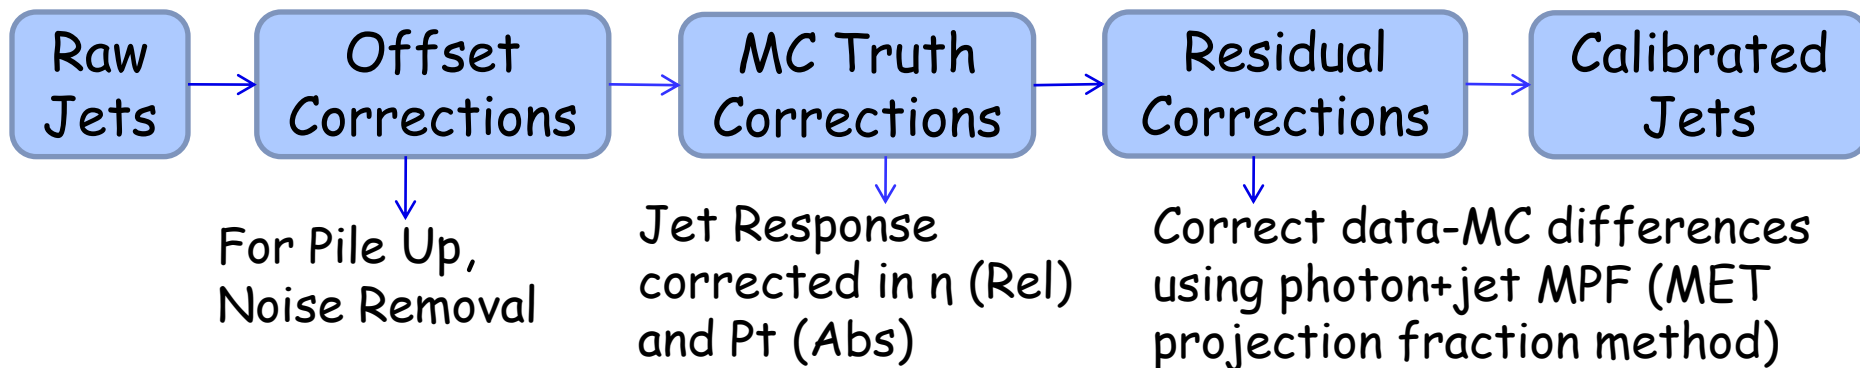 Raw
Jets
Offset
Corrections
MC Truth
Corrections
Residual
Corrections
Calibrated
Jets
For Pile Up,
Noise Removal
Jet Response
corrected in η (Rel)
and Pt (Abs)
Correct data-MC differences
using photon+jet MPF (MET
projection fraction method)